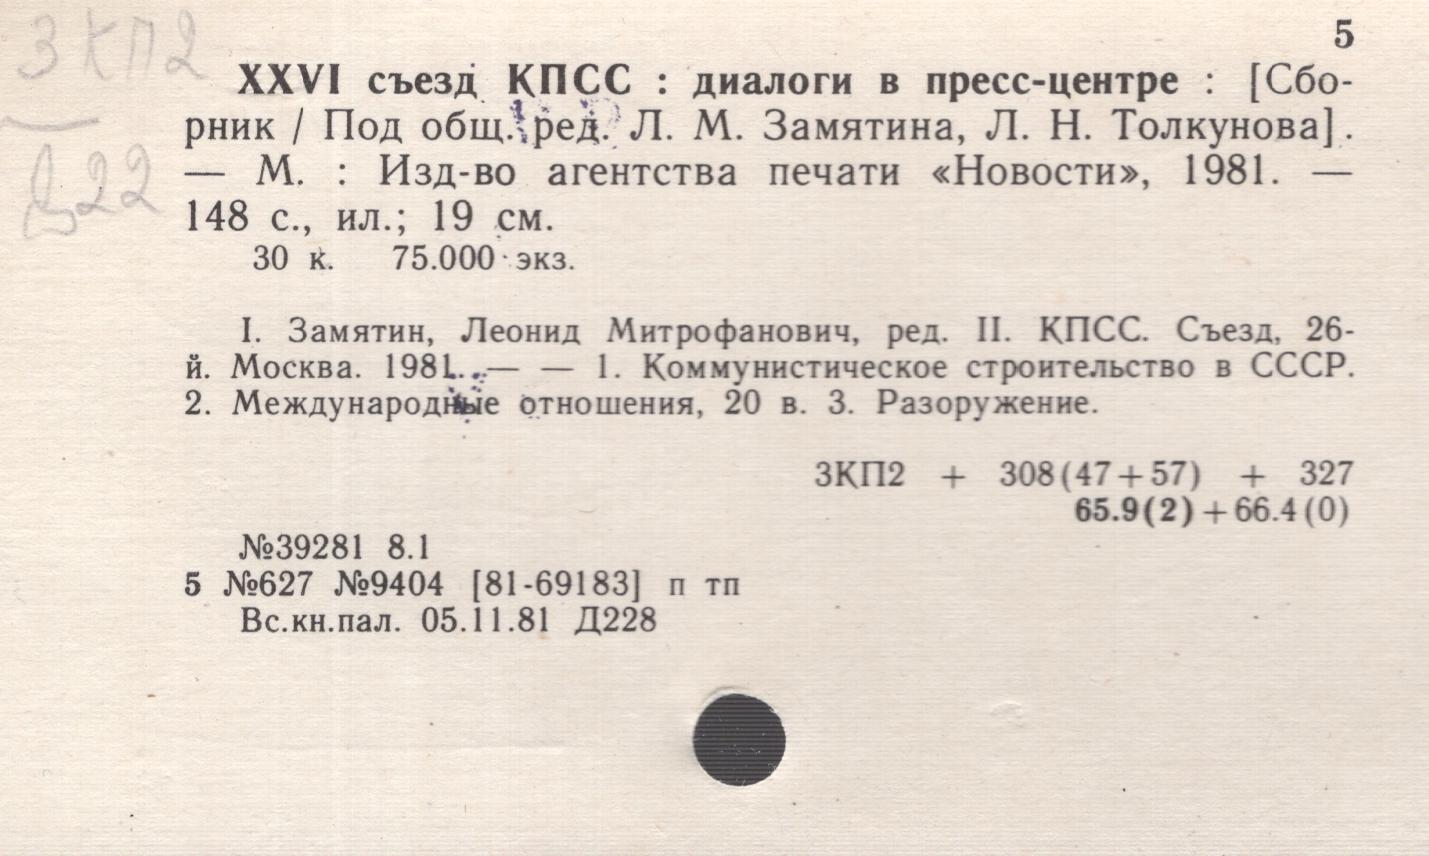 3КП2
Д22
5
XXVI съезд КПСС : диалоги в пресс-центре : [Сбо-
рник / Под общ. ред. Л. М. Замятина, Л. Н. Толкунова].
— М. : Изд-во агентства печати «Новости», 1981. —
148 с., ил.; 19 см.
30 к. 75.000 экз.
I. Замятин, Леонид Митрофанович, ред. II. КПСС. Съезд, 26-
й. Москва. 1981. — — 1. Коммунистическое строительство в СССР.
2. Международные отношения, 20 в. 3. Разоружение.
3КП2 + 308(47+57) + 327
65.9(2)+66.4(0)
№39281 8.1
5 №627 №9404 [81-69183] п тп
Вс.кн.пал. 05.11.81 Д228